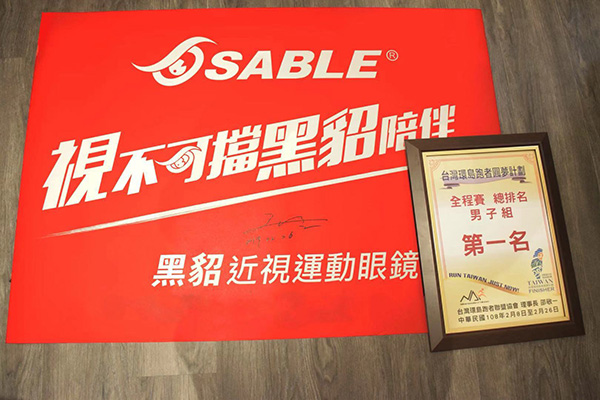 SABLE®
視不可擋黑貂陪伴
黑貂近視運動眼鏡
台灣環島跑者圓夢計劃
全程賽 總排名
男子組
第一名
RUN TAIWAN, JUST NOW!
TAIWAN
FINISHER
台灣環島跑者聯盟協會 理事長 邵敬一
中華民國108年2月8日至2月26日